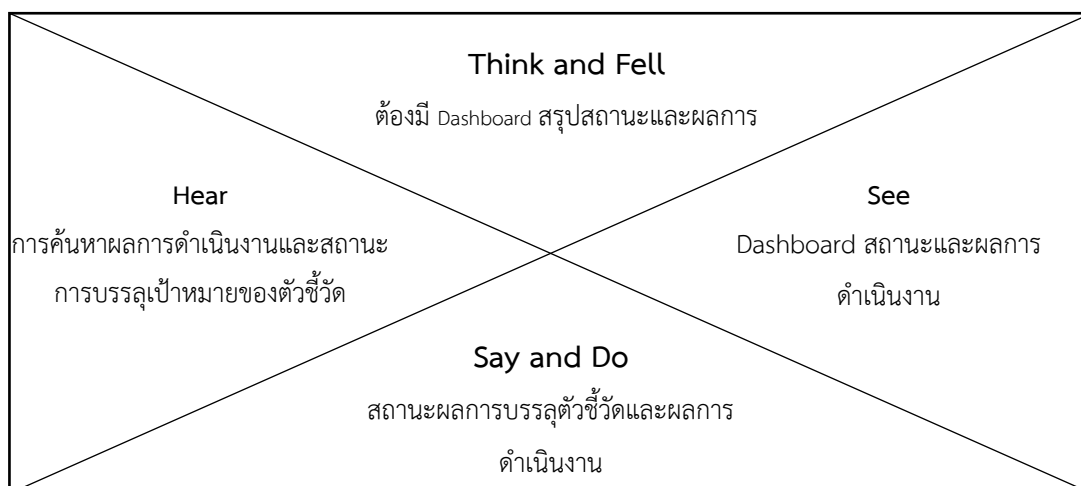 Think and Fell
ต้องมี Dashboard สรุปสถานะและผลการ
Hear
การค้นหาผลการดำเนินงานและสถานะ
การบรรลุเป้าหมายของตัวชี้วัด
See
Dashboard สถานะและผลการ
ดำเนินงาน
Say and Do
สถานะผลการบรรลุตัวชี้วัดและผลการ
ดำเนินงาน